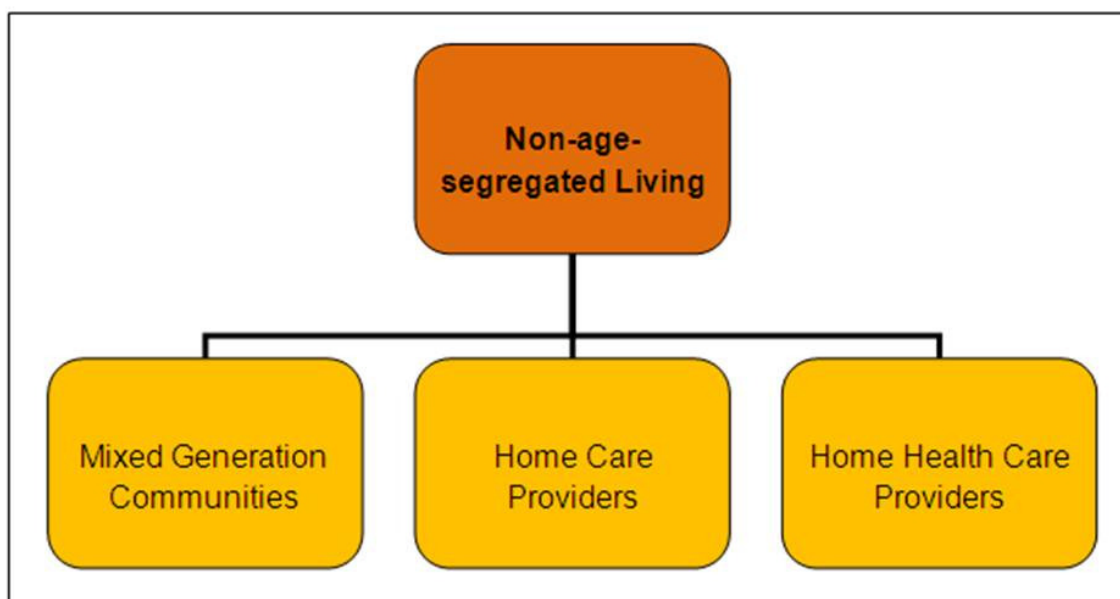 Non-age-
segregated Living
Mixed Generation
Communities
Home Care
Providers
Home Health Care
Providers